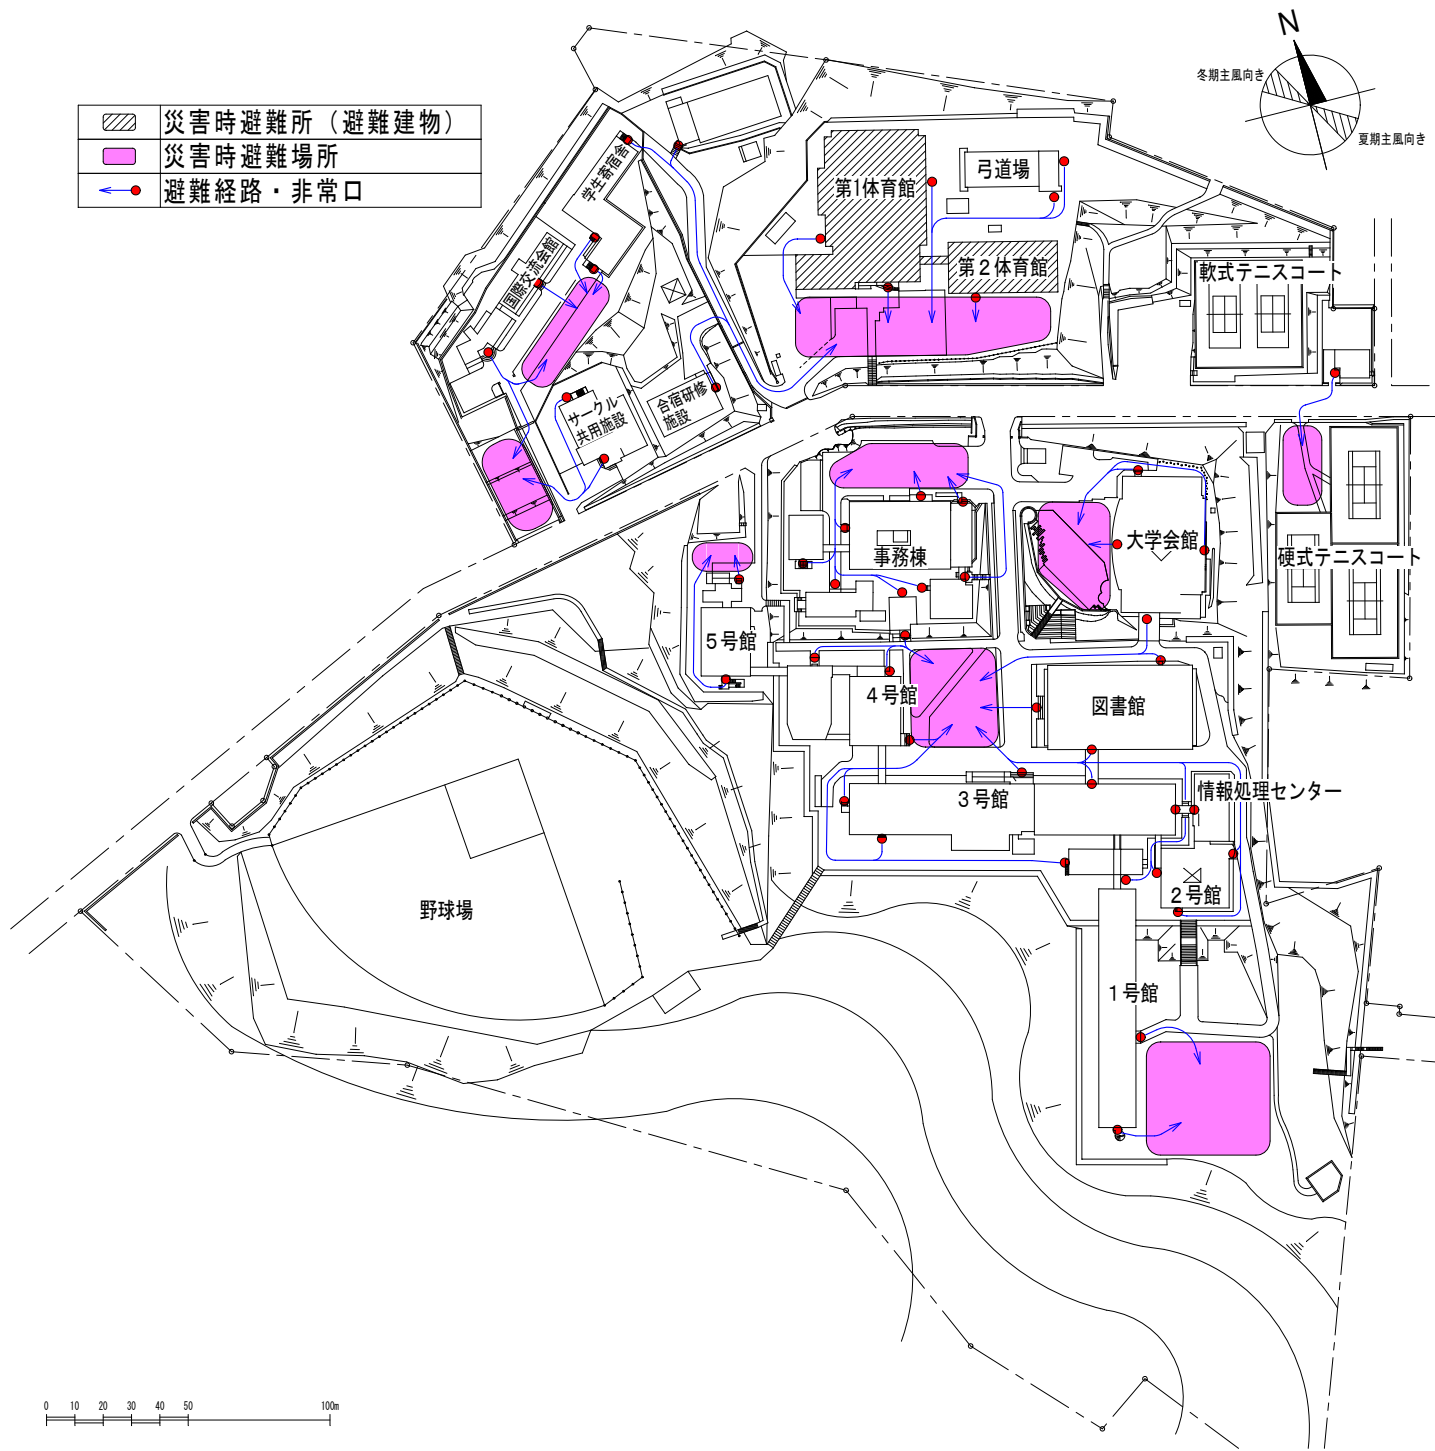 N
冬期主風向き
夏期主風向き
災害時避難所（避難建物）
災害時避難場所
避難経路・非常口
学生寄宿舎
国際交流会館
第1体育館
弓道場
第２体育館
軟式テニスコート
サークル
共用施設
合宿研修
施設
事務棟
大学会館
硬式テニスコート
５号館
４号館
図書館
３号館
情報処理センター
２号館
野球場
１号館
0 10 20 30 40 50 100m